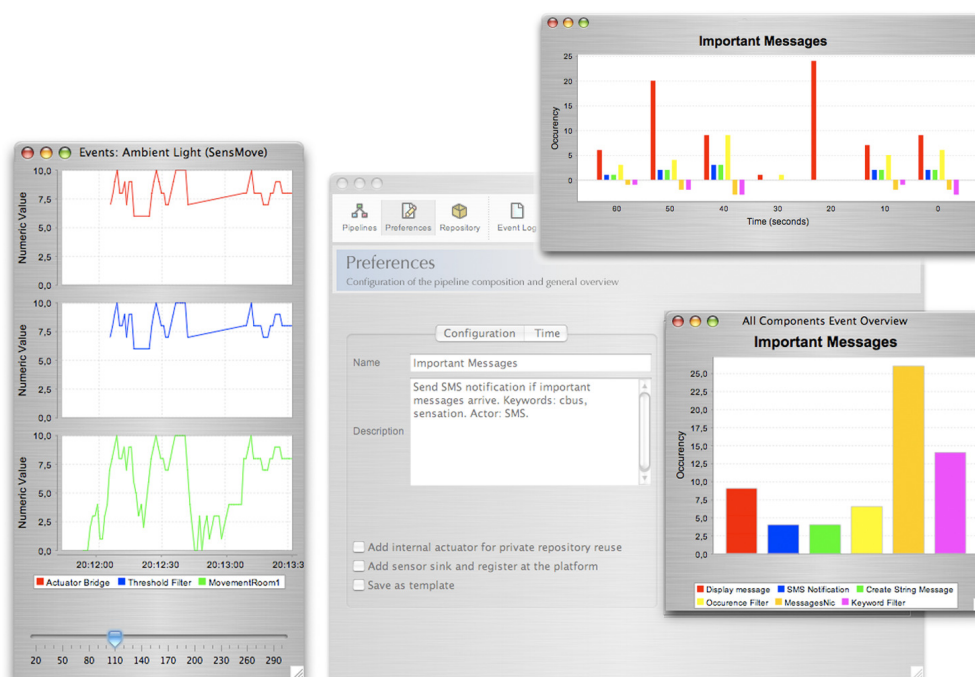 Important Messages
25
20
15
10
5
0
Occurency
60 50 40 30 20 10 0
Time (seconds)
Events: Ambient Light (SensMove)
10,0
7,5
5,0
2,5
0,0
Numeric Value
10,0
7,5
5,0
2,5
0,0
Numeric Value
10,0
7,5
5,0
2,5
0,0
Numeric Value
20:12:00 20:12:30 20:13:00 20:13:3
Actuator Bridge Threshold Filter MovementRoom1
20 50 80 110 140 170 200 230 260 290
Pipelines Preferences Repository Event Log
Preferences
Configuration of the pipeline composition and general overview
Configuration Time
Name Important Messages
Description
Send SMS notification if important
messages arrive. Keywords: cbus,
sensation. Actor: SMS.
Add internal actuator for private repository reuse
Add sensor sink and register at the platform
Save as template
All Components Event Overview
Important Messages
25,0
22,5
20,0
17,5
15,0
12,5
10,0
7,5
5,0
2,5
0,0
Occurency
Display message SMS Notification Create String Message
Occurence Filter MessagesNic Keyword Filter